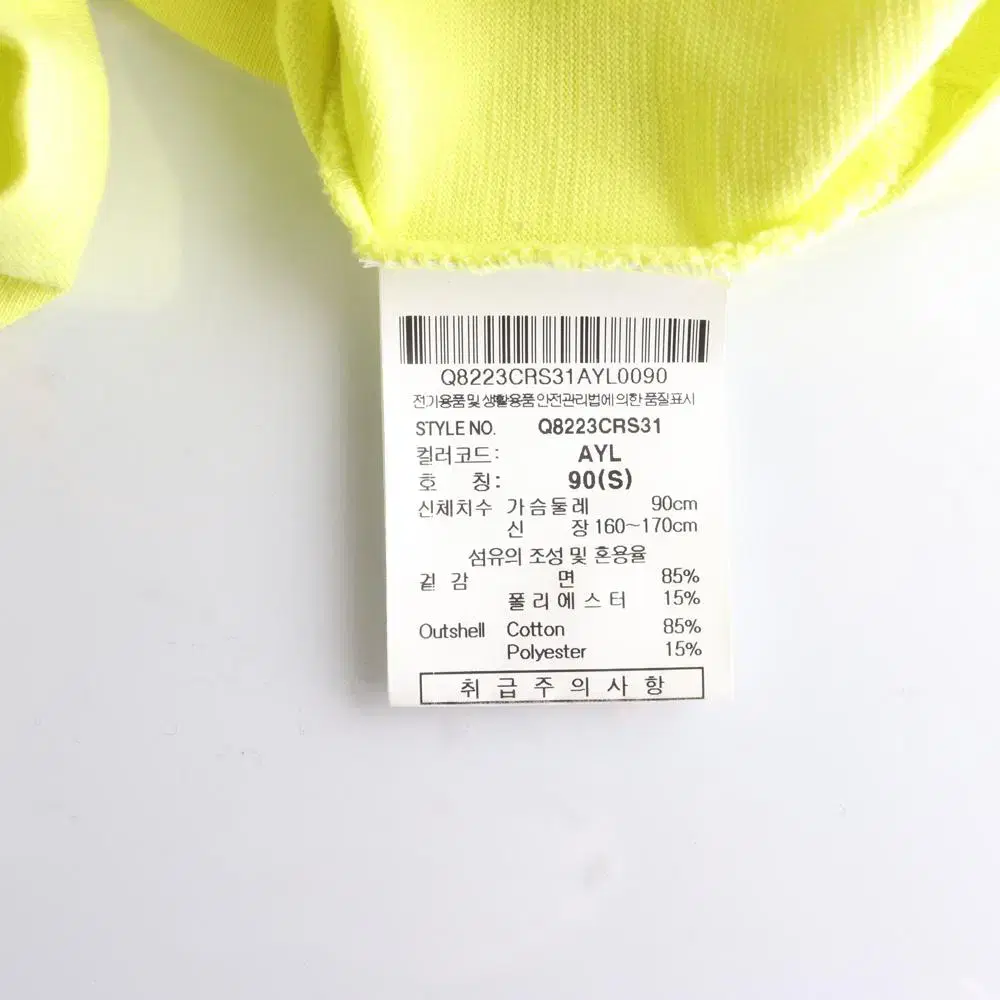 Q8223CRS31AYL0090
전기용품 및 생활용품 안전관리법에 의한 품질표시
STYLE NO. Q8223CRS31
컬러코드: AYL
호 칭: 90(S)
신체치수 가슴둘레 90cm
신 장 160~170cm
섬유의 조성 및 혼용율
겉 감 면 85%
폴리에스터 15%
Outshell Cotton 85%
Polyester 15%
취 급 주 의 사 항